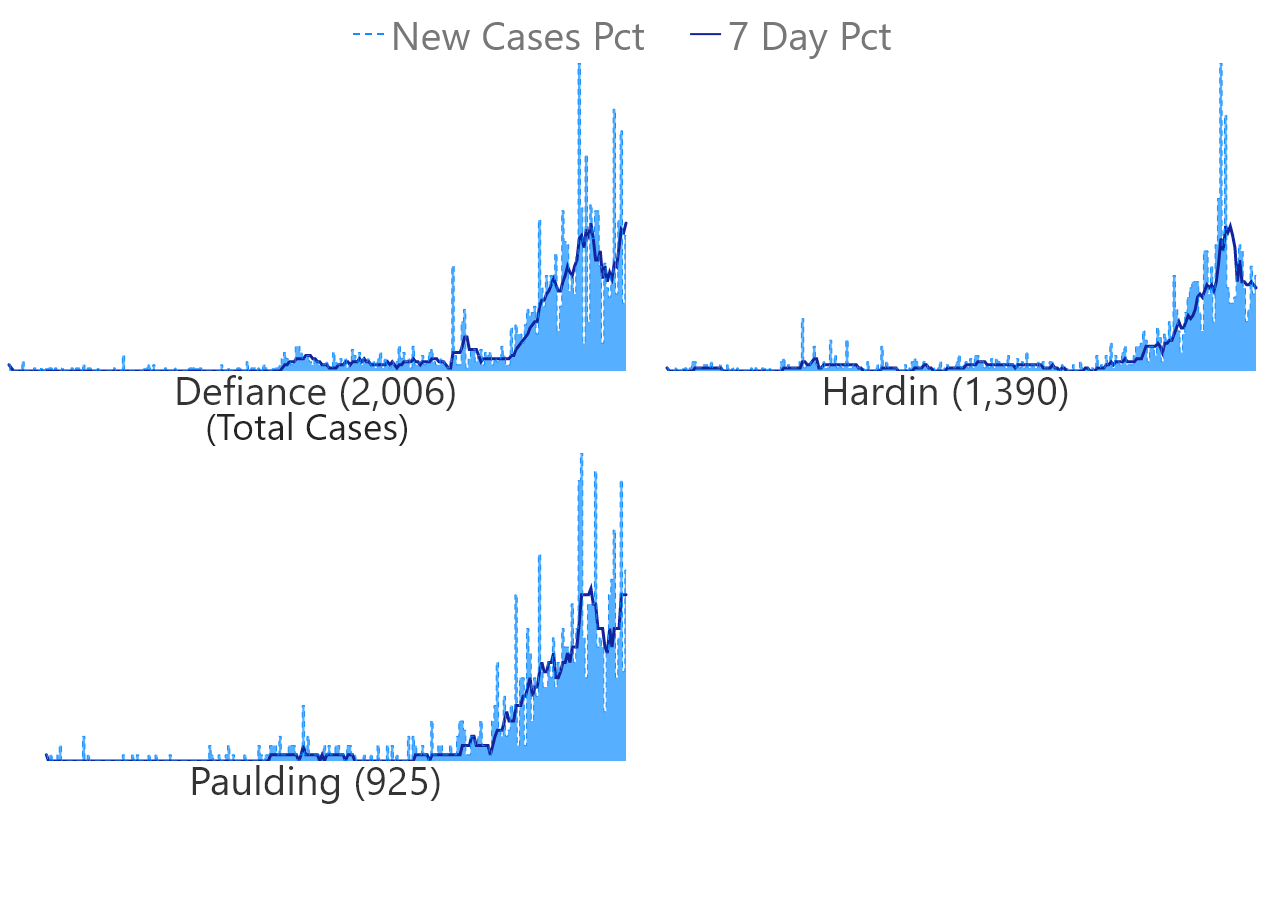 New Cases Pct 7 Day Pct
Defiance (2,006)
(Total Cases)
Hardin (1,390)
Paulding (925)